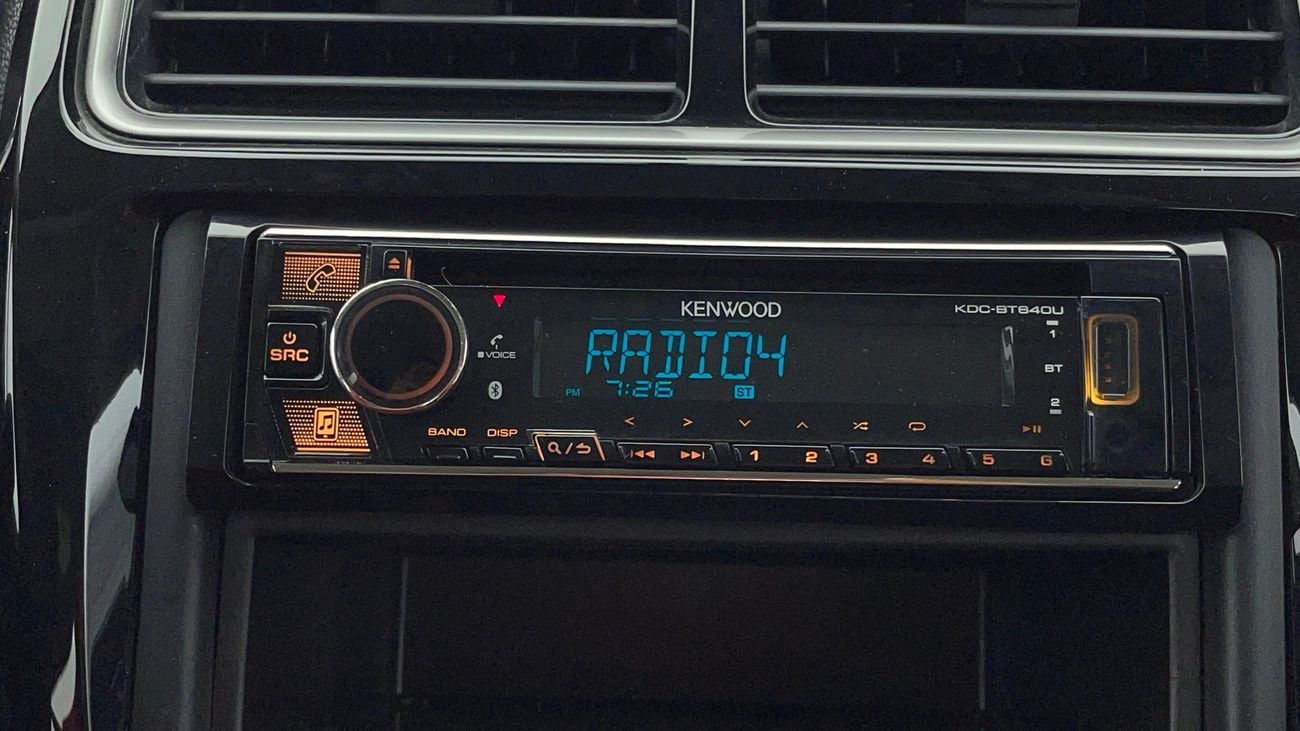 KENWOOD
KDC-BT640U
RADIO4
PM 7:26 ST
SRC
VOICE
1
BT
2
BAND DISP
1 2 3 4 5 6